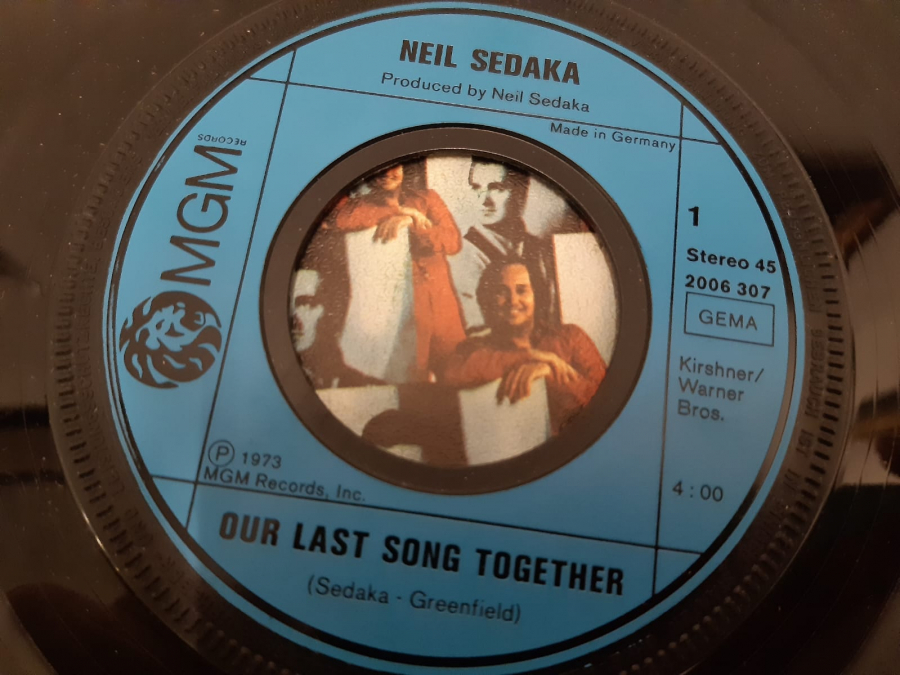 NEIL SEDAKA
Produced by Neil Sedaka
Made in Germany
MGM
RECORDS
1
Stereo 45
2006 307
GEMA
Kirshner/
Warner
Bros.
4:00
Ⓟ 1973
MGM Records, Inc.
OUR LAST SONG TOGETHER
(Sedaka - Greenfield)